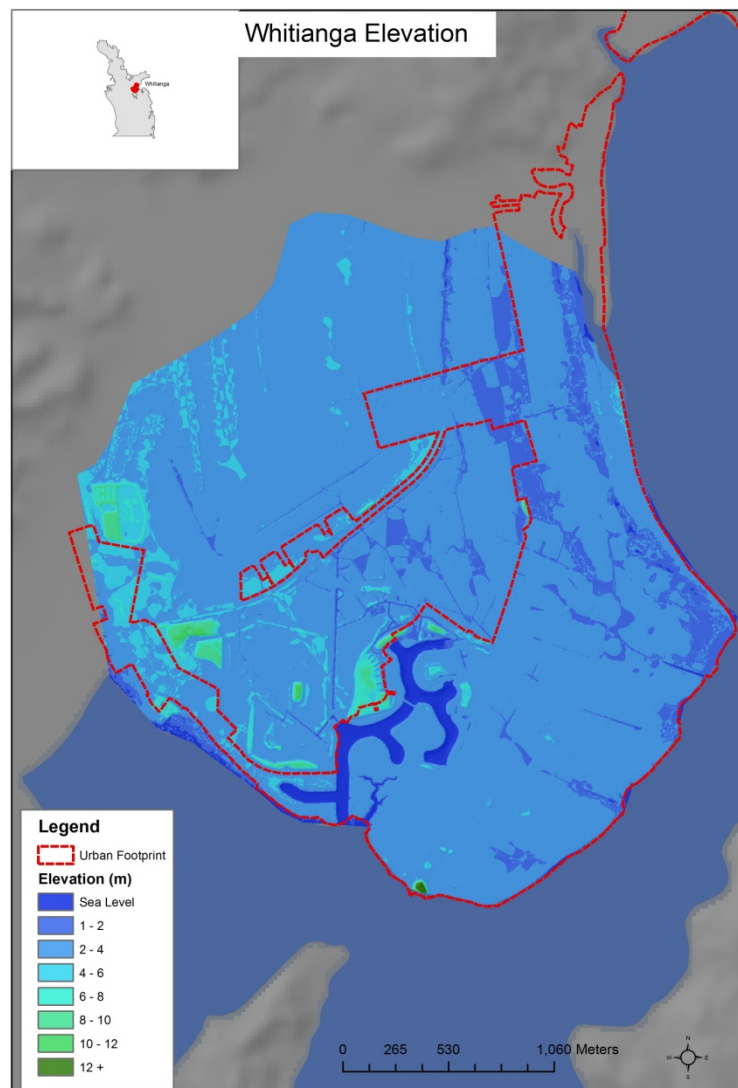 Whitianga Elevation
Whitianga
Legend
Urban Footprint
Elevation (m)
Sea Level
1 - 2
2 - 4
4 - 6
6 - 8
8 - 10
10 - 12
12 +
0 265 530 1,060 Meters
N
W E
S